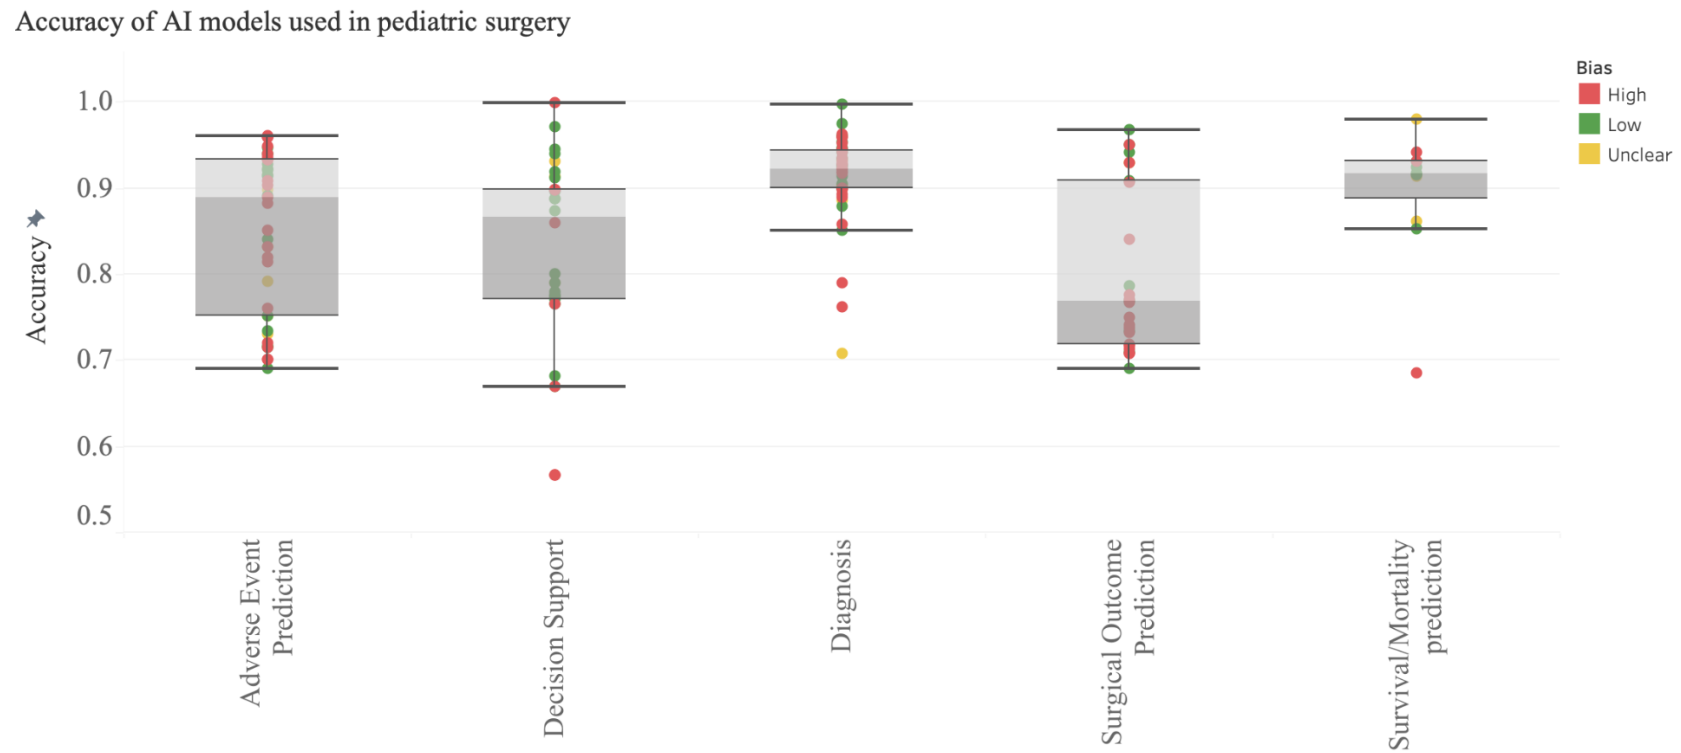 Accuracy of AI models used in pediatric surgery
Bias
High
Low
Unclear
Accuracy
1.0
0.9
0.8
0.7
0.6
0.5
Adverse Event
Prediction
Decision Support
Diagnosis
Surgical Outcome
Prediction
Survival/Mortality
prediction